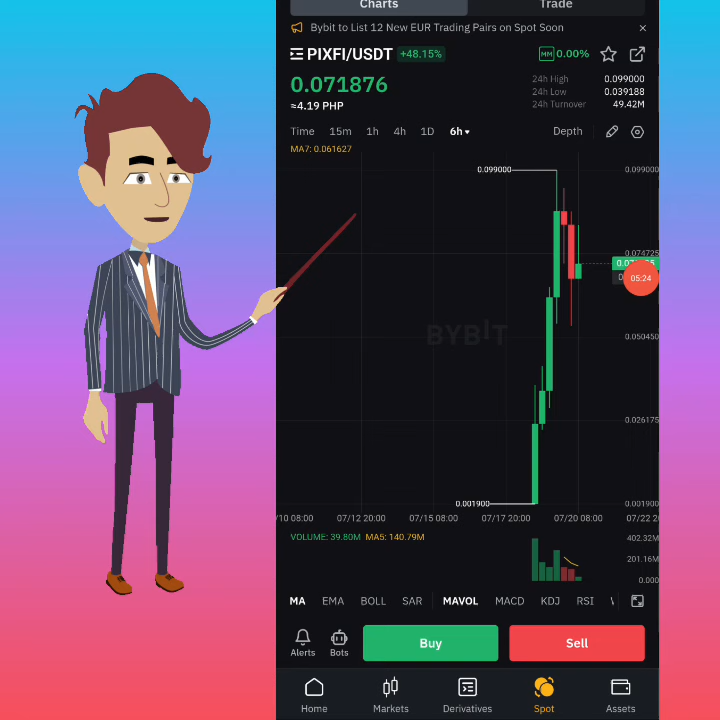 Charts Trade
Bybit to List 12 New EUR Trading Pairs on Spot Soon ×
PIXFI/USDT +48.15% MM 0.00%
0.071876
≈4.19 PHP
24h High 0.099000
24h Low 0.039188
24h Turnover 49.42M
Time 15m 1h 4h 1D 6h Depth
MA7: 0.061627
0.099000 0.099000
0.074725
05:24
BYBIT
0.050450
0.026175
0.001900 0.001900
/10 08:00 07/12 20:00 07/15 08:00 07/17 20:00 07/20 08:00 07/22 2
VOLUME: 39.80M MA5: 140.79M
402.32M
201.16M
0.000
MA EMA BOLL SAR MAVOL MACD KDJ RSI
Alerts Bots Buy Sell
Home Markets Derivatives Spot Assets